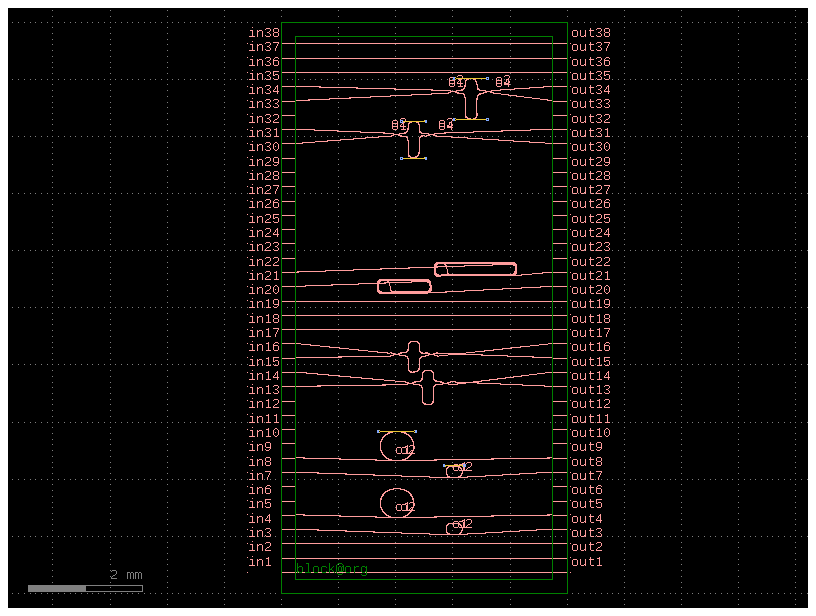 in38 out38
in37 out37
in36 out36
in35 out35
in34 out34
in33 out33
in32 out32
in31 out31
in30 out30
in29 out29
in28 out28
in27 out27
in26 out26
in25 out25
in24 out24
in23 out23
in22 out22
in21 out21
in20 out20
in19 out19
in18 out18
in17 out17
in16 out16
in15 out15
in14 out14
in13 out13
in12 out12
in11 out11
in10 out10
in9 out9
in8 out8
in7 out7
in6 out6
in5 out5
in4 out4
in3 out3
in2 out2
in1 out1
2 mm